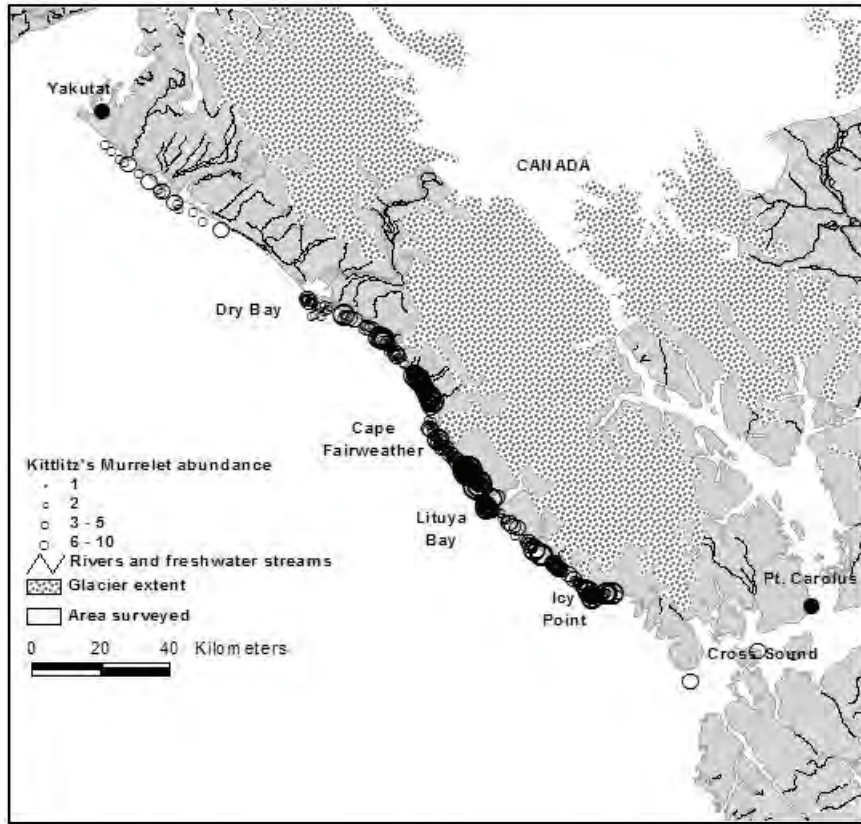 Yakutat
CANADA
Dry Bay
Cape
Fairweather
Kittlitz's Murrelet abundance
1
2
3 - 5
6 - 10
Rivers and freshwater streams
Glacier extent
Area surveyed
0 20 40 Kilometers
Lituya
Bay
Icy
Point
Pt. Carolus
Cross Sound